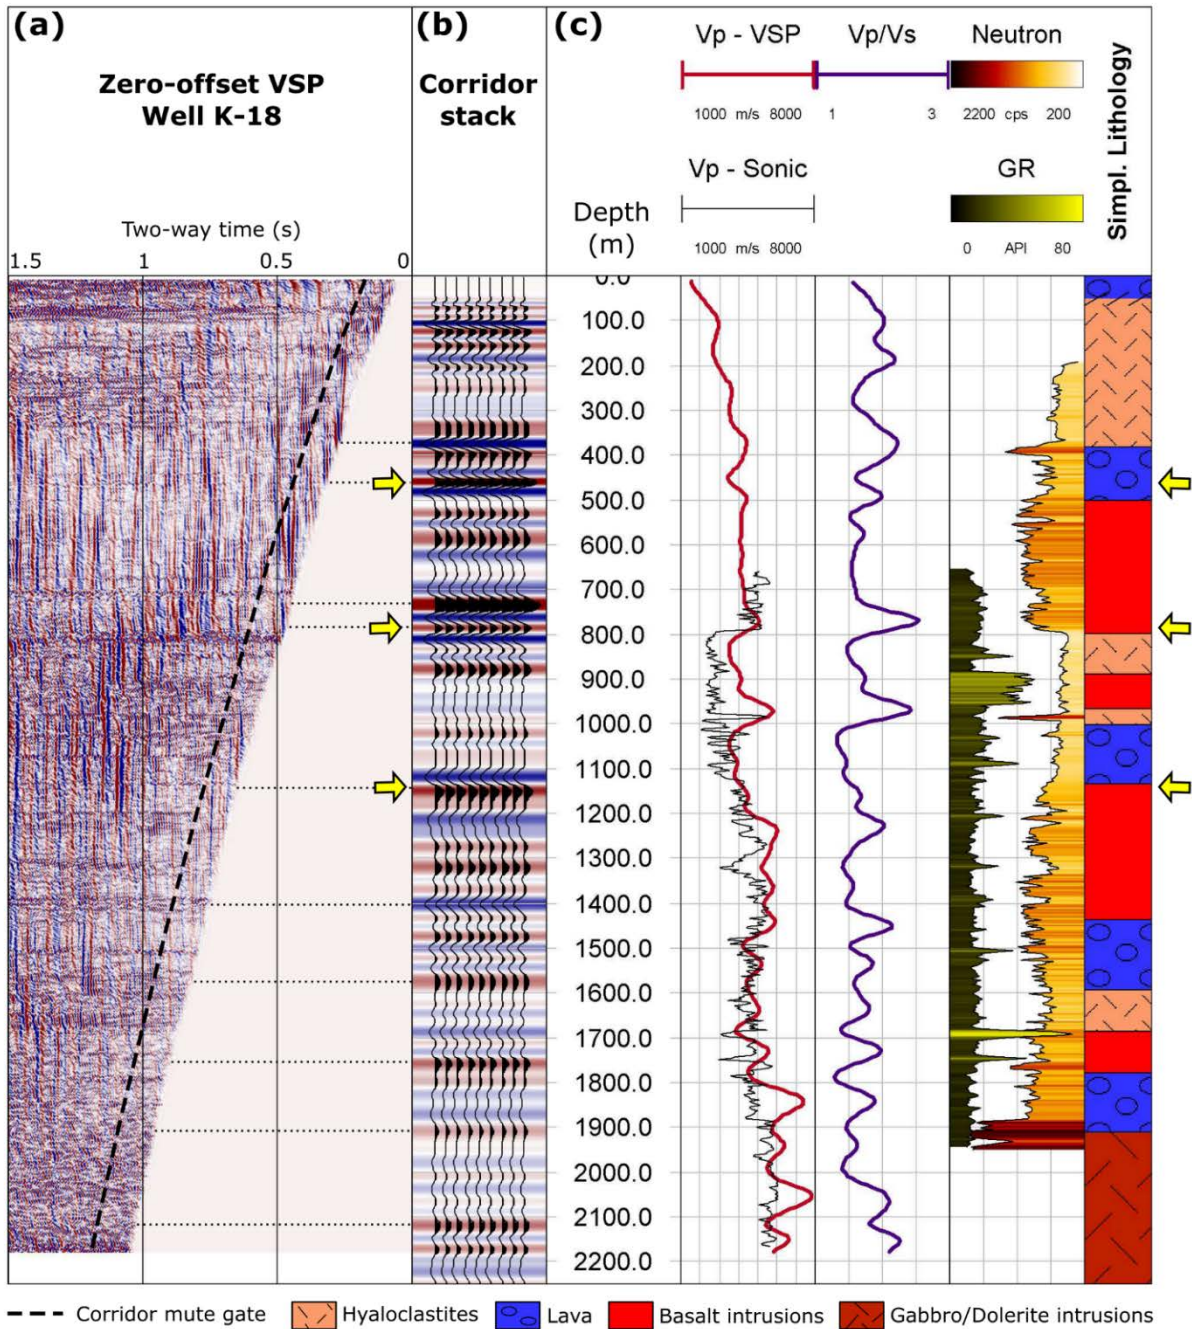 (a)
Zero-offset VSP
Well K-18
Two-way time (s)
1.5 1 0.5 0
(b)
Corridor
stack
(c)
Vp - VSP
1000 m/s 8000
Vp/Vs
1 3
Neutron
2200 cps 200
Vp - Sonic
1000 m/s 8000
GR
0 API 80
Depth
(m)
Simpl. Lithology
0.0
100.0
200.0
300.0
400.0
500.0
600.0
700.0
800.0
900.0
1000.0
1100.0
1200.0
1300.0
1400.0
1500.0
1600.0
1700.0
1800.0
1900.0
2000.0
2100.0
2200.0
Corridor mute gate Hyaloclastites Lava Basalt intrusions Gabbro/Dolerite intrusions